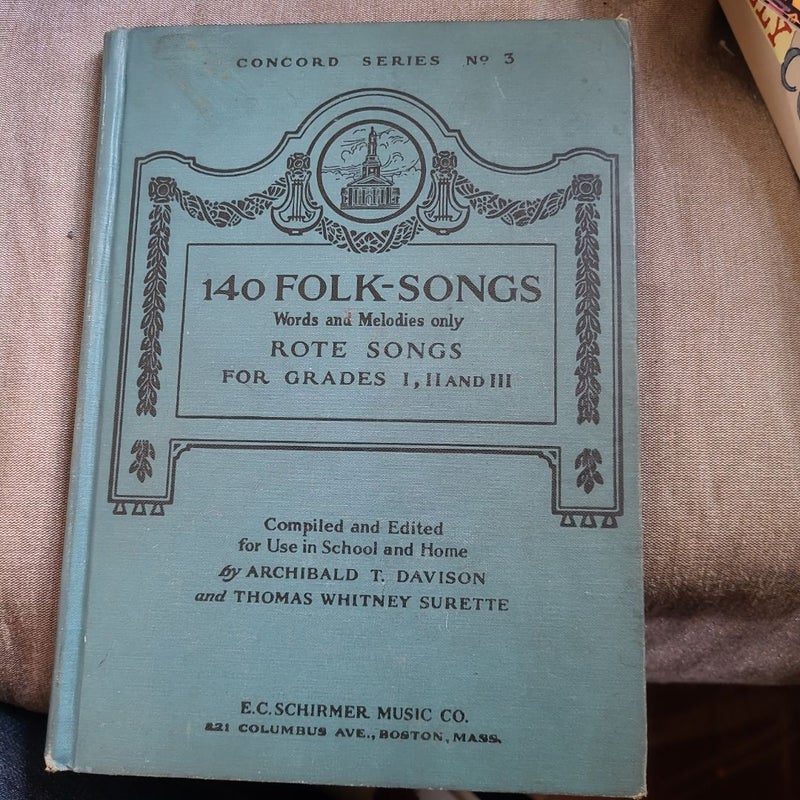 CONCORD SERIES Nº 3
140 FOLK-SONGS
Words and Melodies only
ROTE SONGS
FOR GRADES I, II AND III
Compiled and Edited
for Use in School and Home
by ARCHIBALD T. DAVISON
and THOMAS WHITNEY SURETTE
E.C. SCHIRMER MUSIC CO.
221 COLUMBUS AVE., BOSTON, MASS.